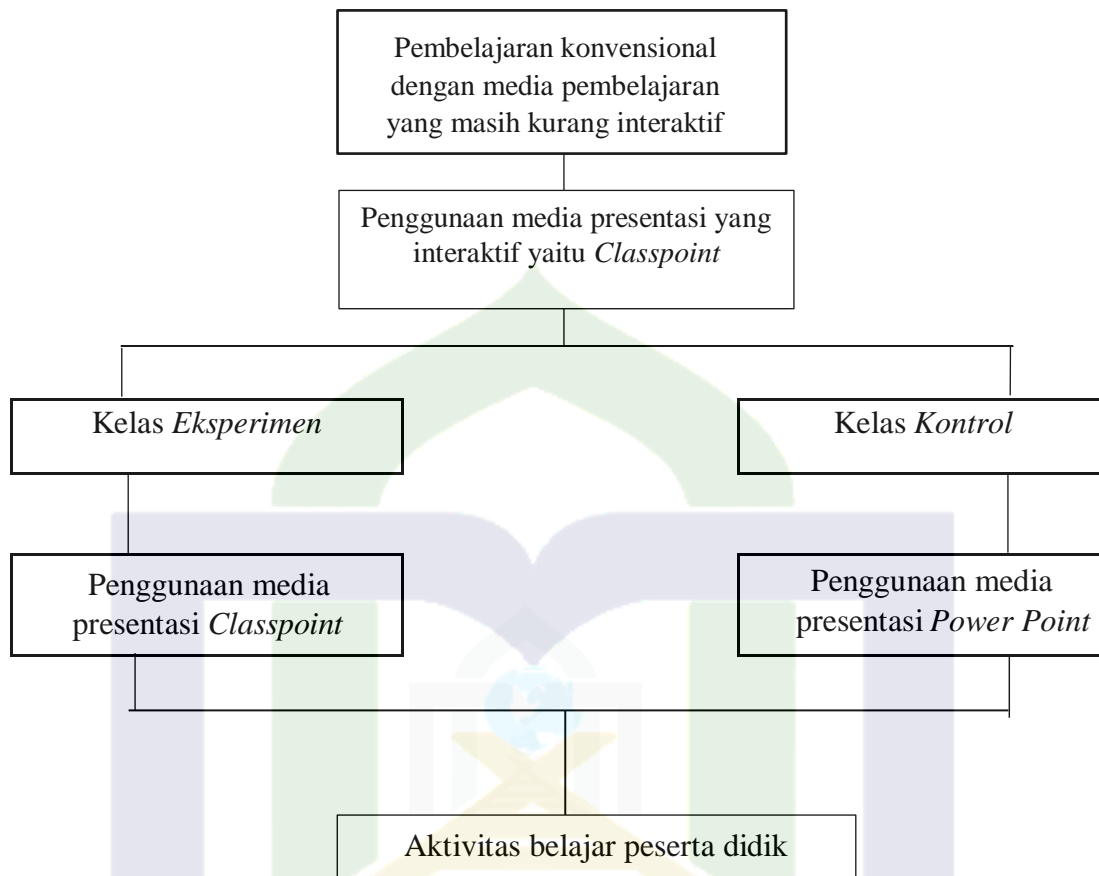 Pembelajaran konvensional
dengan media pembelajaran
yang masih kurang interaktif
Penggunaan media presentasi yang
interaktif yaitu Classpoint
Kelas Eksperimen
Kelas Kontrol
Penggunaan media
presentasi Classpoint
Penggunaan media
presentasi Power Point
Aktivitas belajar peserta didik